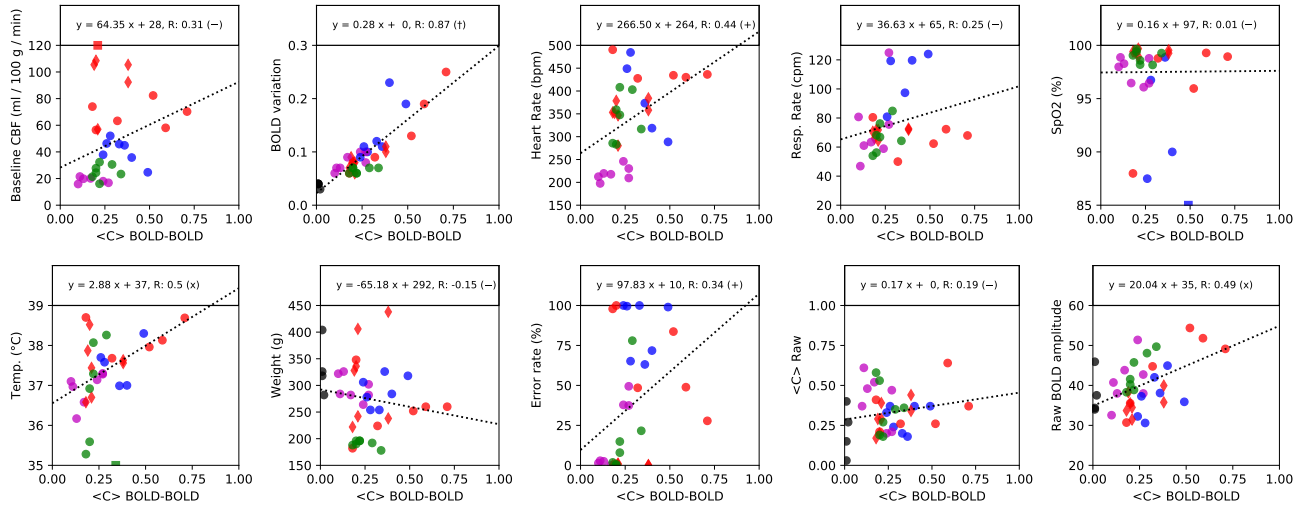 y = 64.35 x + 28, R: 0.31 (−)
Baseline CBF (ml / 100 g / min)
120
100
80
60
40
20
0
0.00 0.25 0.50 0.75 1.00
<C> BOLD-BOLD
y = 0.28 x + 0, R: 0.87 (†)
BOLD variation
0.3
0.2
0.1
0.0
0.00 0.25 0.50 0.75 1.00
<C> BOLD-BOLD
y = 266.50 x + 264, R: 0.44 (+)
Heart Rate (bpm)
500
450
400
350
300
250
200
150
0.00 0.25 0.50 0.75 1.00
<C> BOLD-BOLD
y = 36.63 x + 65, R: 0.25 (−)
Resp. Rate (cpm)
120
100
80
60
40
20
0.00 0.25 0.50 0.75 1.00
<C> BOLD-BOLD
y = 0.16 x + 97, R: 0.01 (−)
SpO2 (%)
100
95
90
85
0.00 0.25 0.50 0.75 1.00
<C> BOLD-BOLD
y = 2.88 x + 37, R: 0.5 (x)
Temp. (°C)
39
38
37
36
35
0.00 0.25 0.50 0.75 1.00
<C> BOLD-BOLD
y = -65.18 x + 292, R: -0.15 (−)
Weight (g)
450
400
350
300
250
200
150
0.00 0.25 0.50 0.75 1.00
<C> BOLD-BOLD
y = 97.83 x + 10, R: 0.34 (+)
Error rate (%)
100
75
50
25
0
0.00 0.25 0.50 0.75 1.00
<C> BOLD-BOLD
y = 0.17 x + 0, R: 0.19 (−)
<C> Raw
1.00
0.75
0.50
0.25
0.00
0.00 0.25 0.50 0.75 1.00
<C> BOLD-BOLD
y = 20.04 x + 35, R: 0.49 (x)
Raw BOLD amplitude
60
50
40
30
20
0.00 0.25 0.50 0.75 1.00
<C> BOLD-BOLD